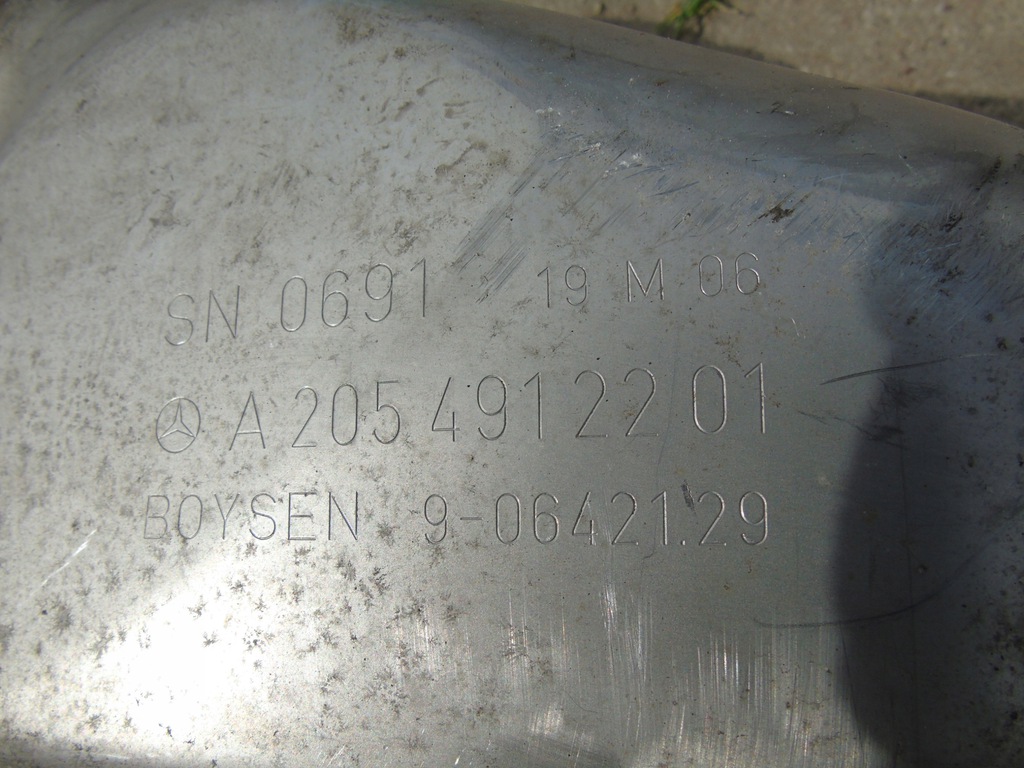 SN 0691 19 M 06
A 205 491 22 01
BOYSEN 9-06421.29